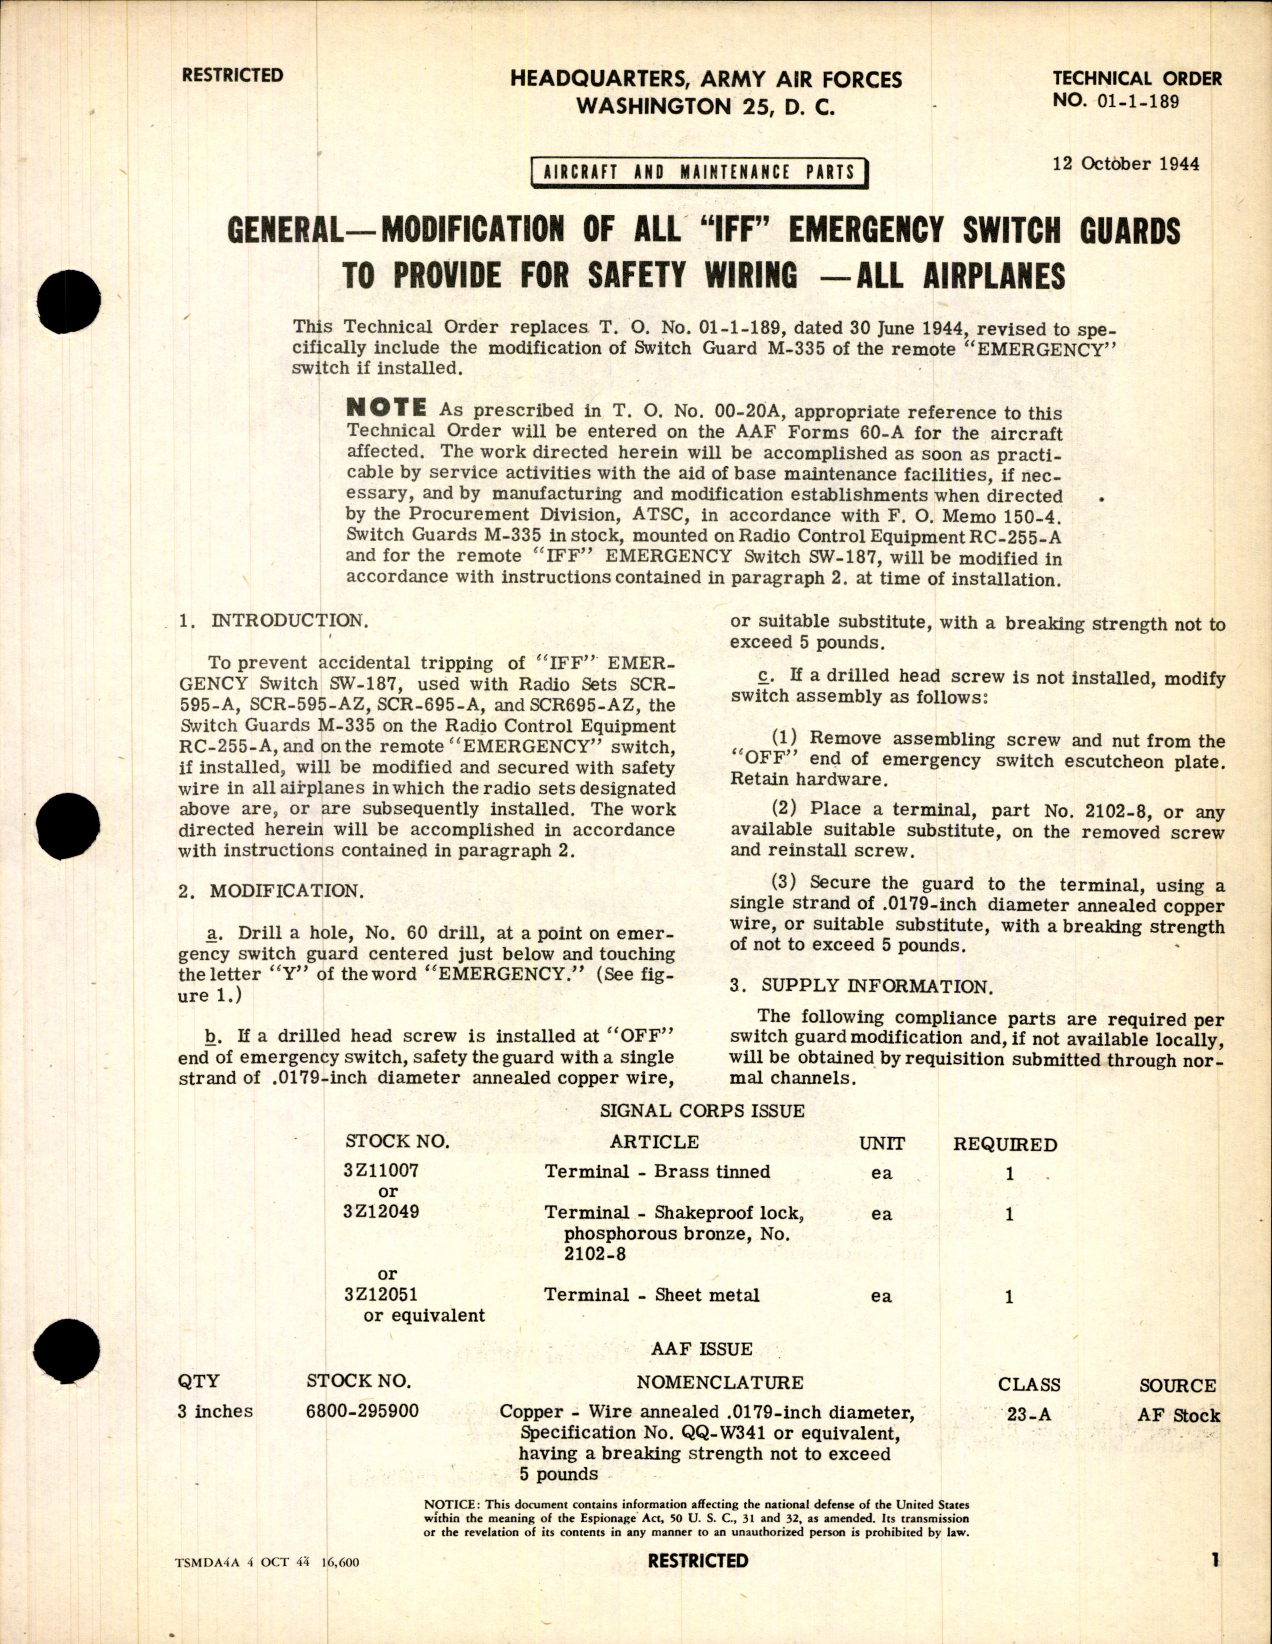 RESTRICTED
HEADQUARTERS, ARMY AIR FORCES
WASHINGTON 25, D. C.
TECHNICAL ORDER
NO. 01-1-189
12 October 1944
AIRCRAFT AND MAINTENANCE PARTS
GENERAL—MODIFICATION OF ALL “IFF” EMERGENCY SWITCH GUARDS
TO PROVIDE FOR SAFETY WIRING —ALL AIRPLANES
This Technical Order replaces T. O. No. 01-1-189, dated 30 June 1944, revised to spe-
cifically include the modification of Switch Guard M-335 of the remote “EMERGENCY”
switch if installed.
NOTE As prescribed in T. O. No. 00-20A, appropriate reference to this
Technical Order will be entered on the AAF Forms 60-A for the aircraft
affected. The work directed herein will be accomplished as soon as practi-
cable by service activities with the aid of base maintenance facilities, if nec-
essary, and by manufacturing and modification establishments when directed
by the Procurement Division, ATSC, in accordance with F. O. Memo 150-4.
Switch Guards M-335 in stock, mounted on Radio Control Equipment RC-255-A
and for the remote “IFF” EMERGENCY Switch SW-187, will be modified in
accordance with instructions contained in paragraph 2. at time of installation.
1. INTRODUCTION.
To prevent accidental tripping of “IFF” EMER-
GENCY Switch SW-187, used with Radio Sets SCR-
595-A, SCR-595-AZ, SCR-695-A, and SCR695-AZ, the
Switch Guards M-335 on the Radio Control Equipment
RC-255-A, and on the remote “EMERGENCY” switch,
if installed, will be modified and secured with safety
wire in all airplanes in which the radio sets designated
above are, or are subsequently installed. The work
directed herein will be accomplished in accordance
with instructions contained in paragraph 2.
2. MODIFICATION.
a. Drill a hole, No. 60 drill, at a point on emer-
gency switch guard centered just below and touching
the letter “Y” of the word “EMERGENCY.” (See fig-
ure 1.)
b. If a drilled head screw is installed at “OFF”
end of emergency switch, safety the guard with a single
strand of .0179-inch diameter annealed copper wire,
or suitable substitute, with a breaking strength not to
exceed 5 pounds.
c. If a drilled head screw is not installed, modify
switch assembly as follows:
(1) Remove assembling screw and nut from the
“OFF” end of emergency switch escutcheon plate.
Retain hardware.
(2) Place a terminal, part No. 2102-8, or any
available suitable substitute, on the removed screw
and reinstall screw.
(3) Secure the guard to the terminal, using a
single strand of .0179-inch diameter annealed copper
wire, or suitable substitute, with a breaking strength
of not to exceed 5 pounds.
3. SUPPLY INFORMATION.
The following compliance parts are required per
switch guard modification and, if not available locally,
will be obtained by requisition submitted through nor-
mal channels.
SIGNAL CORPS ISSUE
STOCK NO. ARTICLE UNIT REQUIRED
3Z11007 Terminal - Brass tinned ea 1
or
3Z12049 Terminal - Shakeproof lock, ea 1
phosphorous bronze, No.
2102-8
or
3Z12051 Terminal - Sheet metal ea 1
or equivalent
AAF ISSUE
QTY STOCK NO. NOMENCLATURE CLASS SOURCE
3 inches 6800-295900 Copper - Wire annealed .0179-inch diameter, 23-A AF Stock
Specification No. QQ-W341 or equivalent,
having a breaking strength not to exceed
5 pounds
NOTICE: This document contains information affecting the national defense of the United States
within the meaning of the Espionage Act, 50 U. S. C., 31 and 32, as amended. Its transmission
or the revelation of its contents in any manner to an unauthorized person is prohibited by law.
TSMDA4A 4 OCT 44 16,600
RESTRICTED
1